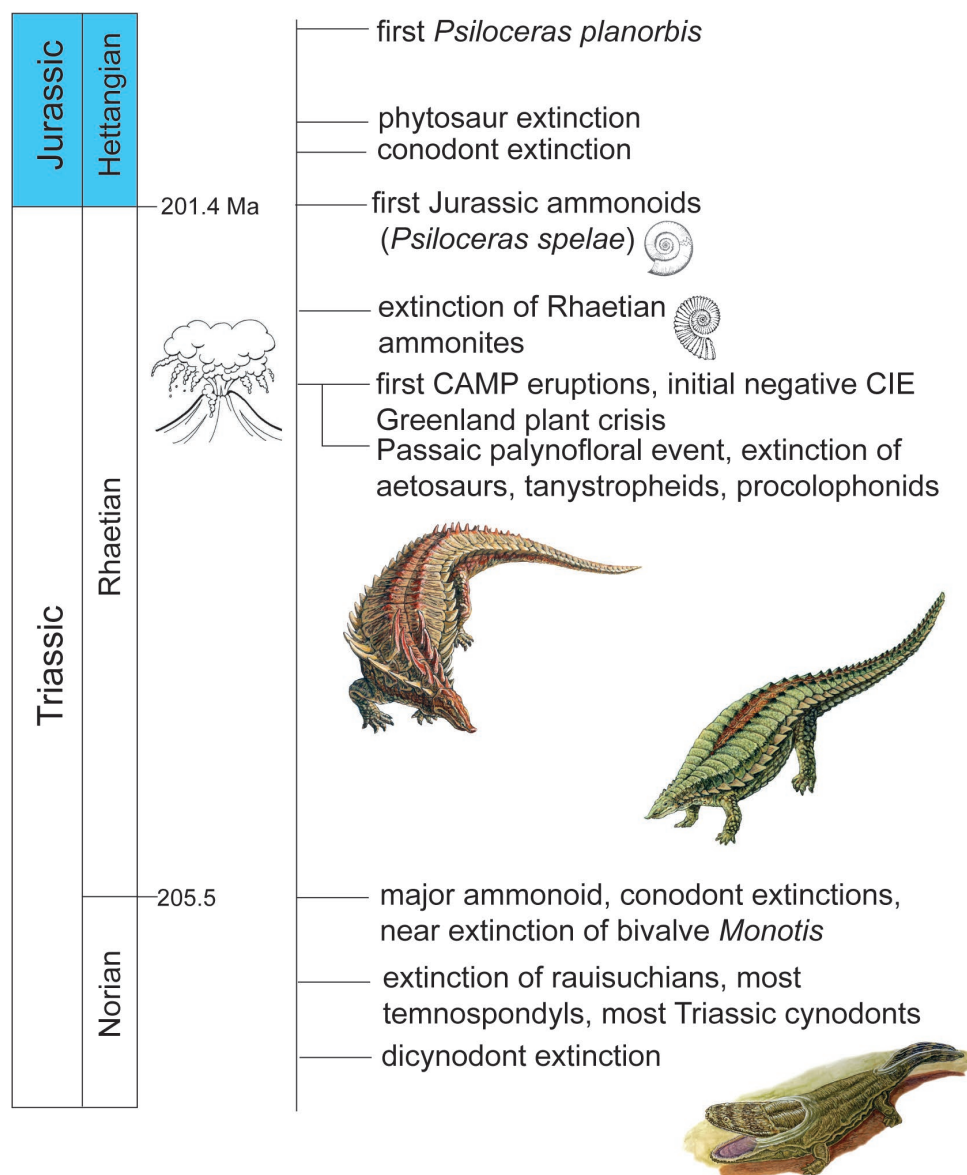 Jurassic
Hettangian
first Psiloceras planorbis
phytosaur extinction
conodont extinction
201.4 Ma
first Jurassic ammonoids
(Psiloceras spelae)
Triassic
Rhaetian
extinction of Rhaetian
ammonites
first CAMP eruptions, initial negative CIE
Greenland plant crisis
Passaic palynofloral event, extinction of
aetosaurs, tanystropheids, procolophonids
205.5
Norian
major ammonoid, conodont extinctions,
near extinction of bivalve Monotis
extinction of rauisuchians, most
temnospondyls, most Triassic cynodonts
dicynodont extinction